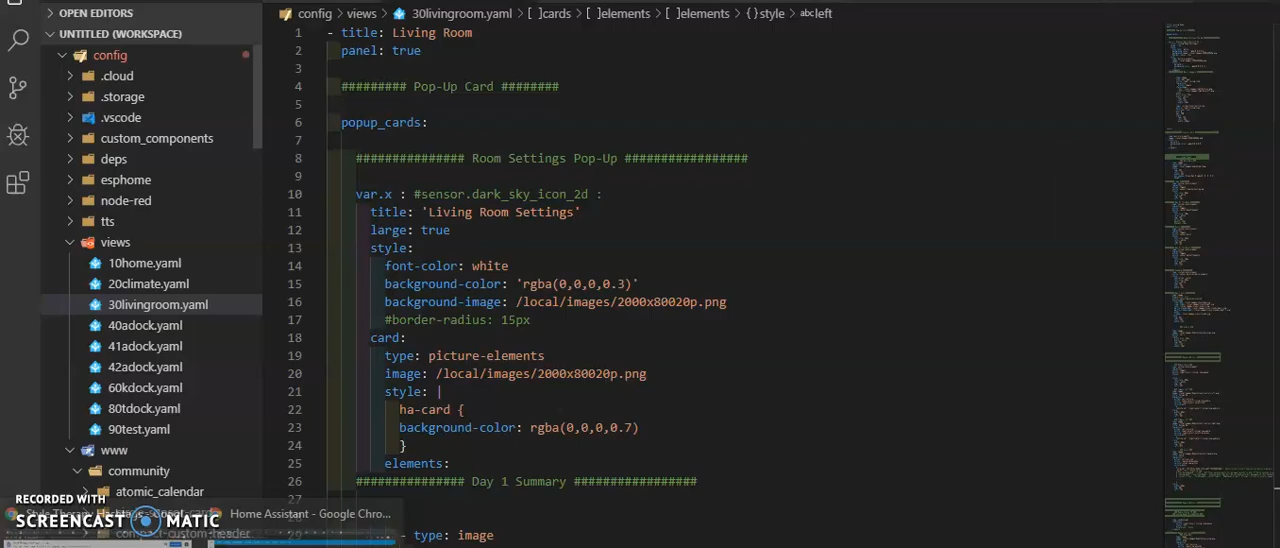 OPEN EDITORS
UNTITLED (WORKSPACE)
config
.cloud
.storage
.vscode
custom_components
deps
esphome
node-red
tts
views
10home.yaml
20climate.yaml
30livingroom.yaml
40adock.yaml
41adock.yaml
42adock.yaml
60kdock.yaml
80tdock.yaml
90test.yaml
www
community
atomic_calendar
config › views › 30livingroom.yaml › [ ]cards › [ ]elements › [ ]elements › {}style › abc left
1 - title: Living Room
2 panel: true
3
4 ######### Pop-Up Card ########
5
6 popup_cards:
7
8 ############### Room Settings Pop-Up #################
9
10 var.x : #sensor.dark_sky_icon_2d :
11 title: 'Living Room Settings'
12 large: true
13 style:
14 font-color: white
15 background-color: 'rgba(0,0,0,0.3)'
16 background-image: /local/images/2000x80020p.png
17 #border-radius: 15px
18 card:
19 type: picture-elements
20 image: /local/images/2000x80020p.png
21 style: |
22 ha-card {
23 background-color: rgba(0,0,0,0.7)
24 }
25 elements:
26 ############### Day 1 Summary #################
27
- type: image
RECORDED WITH
SCREENCAST MATIC
Home Assistant - Google Chro...